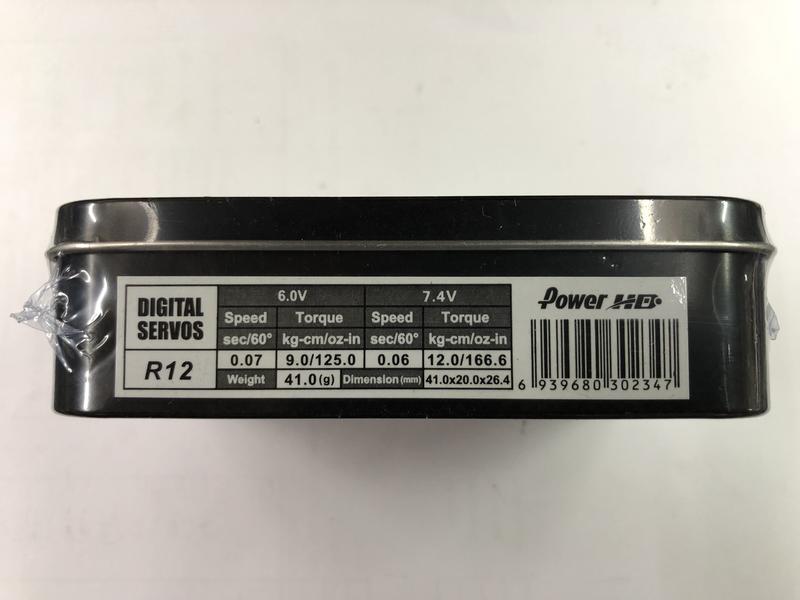 DIGITAL SERVOS
6.0V 7.4V
Speed Torque Speed Torque
sec/60° kg-cm/oz-in sec/60° kg-cm/oz-in
R12 0.07 9.0/125.0 0.06 12.0/166.6
Weight 41.0(g) Dimension(mm) 41.0x20.0x26.4
Power HD
6 939680 302347